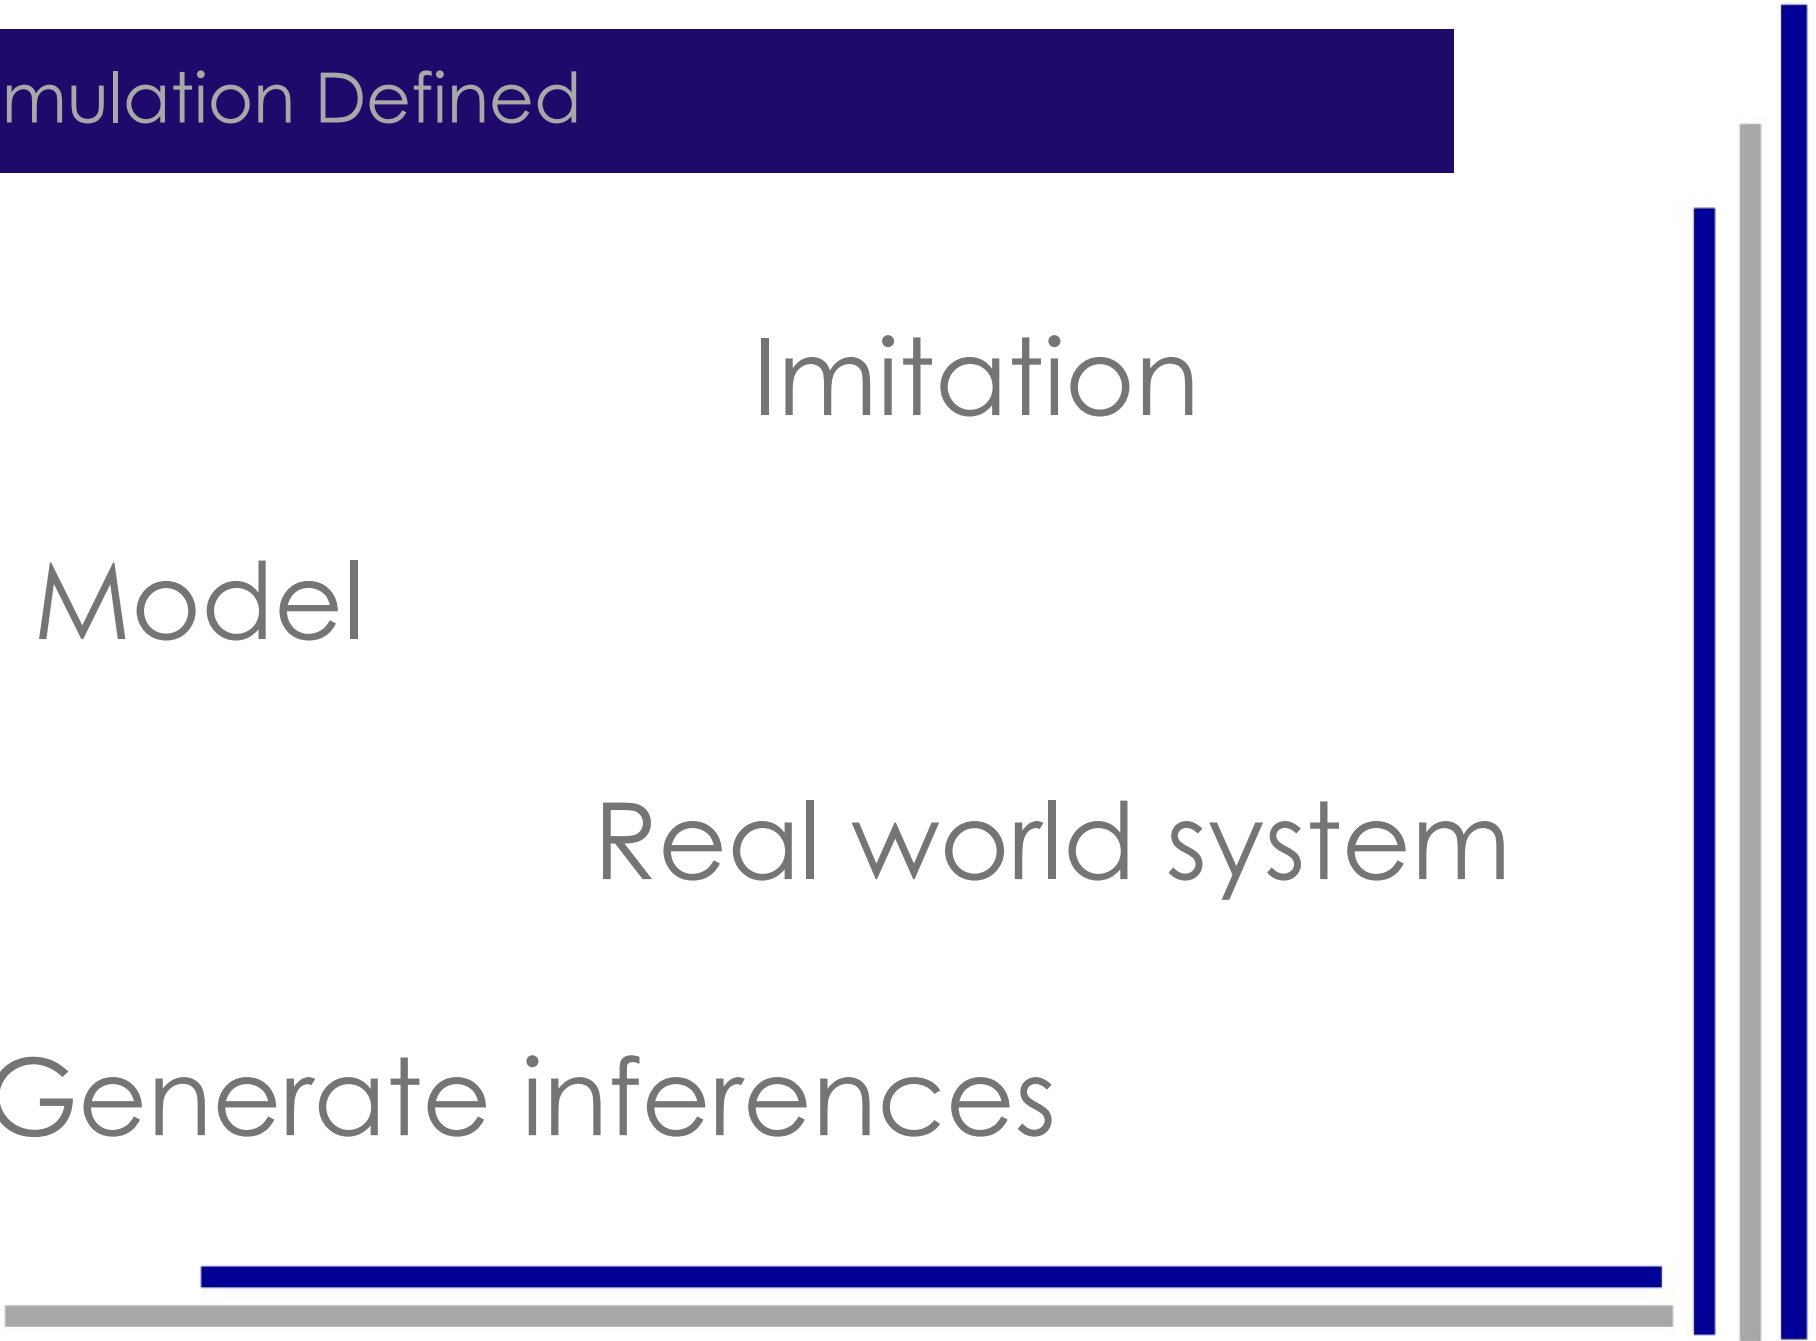 mulation Defined
Imitation
Model
Real world system
Generate inferences